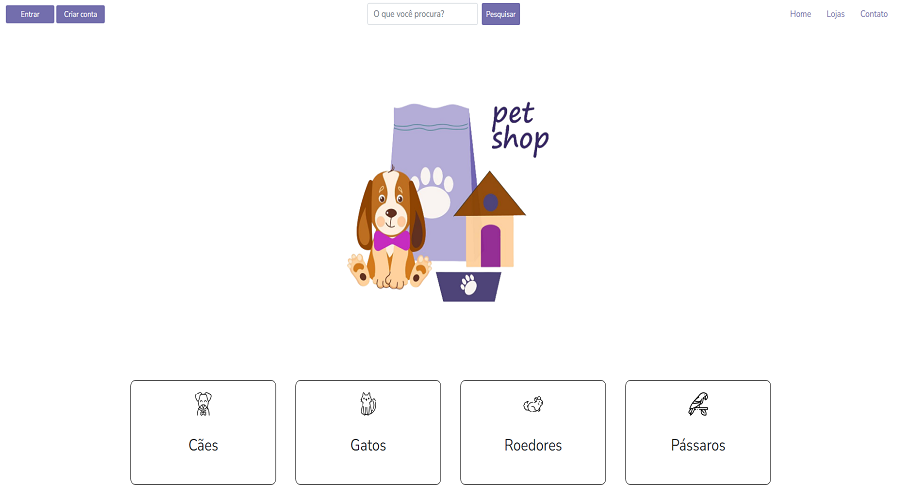 Entrar
Criar conta
O que você procura?
Pesquisar
Home
Lojas
Contato
pet
shop
Cães
Gatos
Roedores
Pássaros